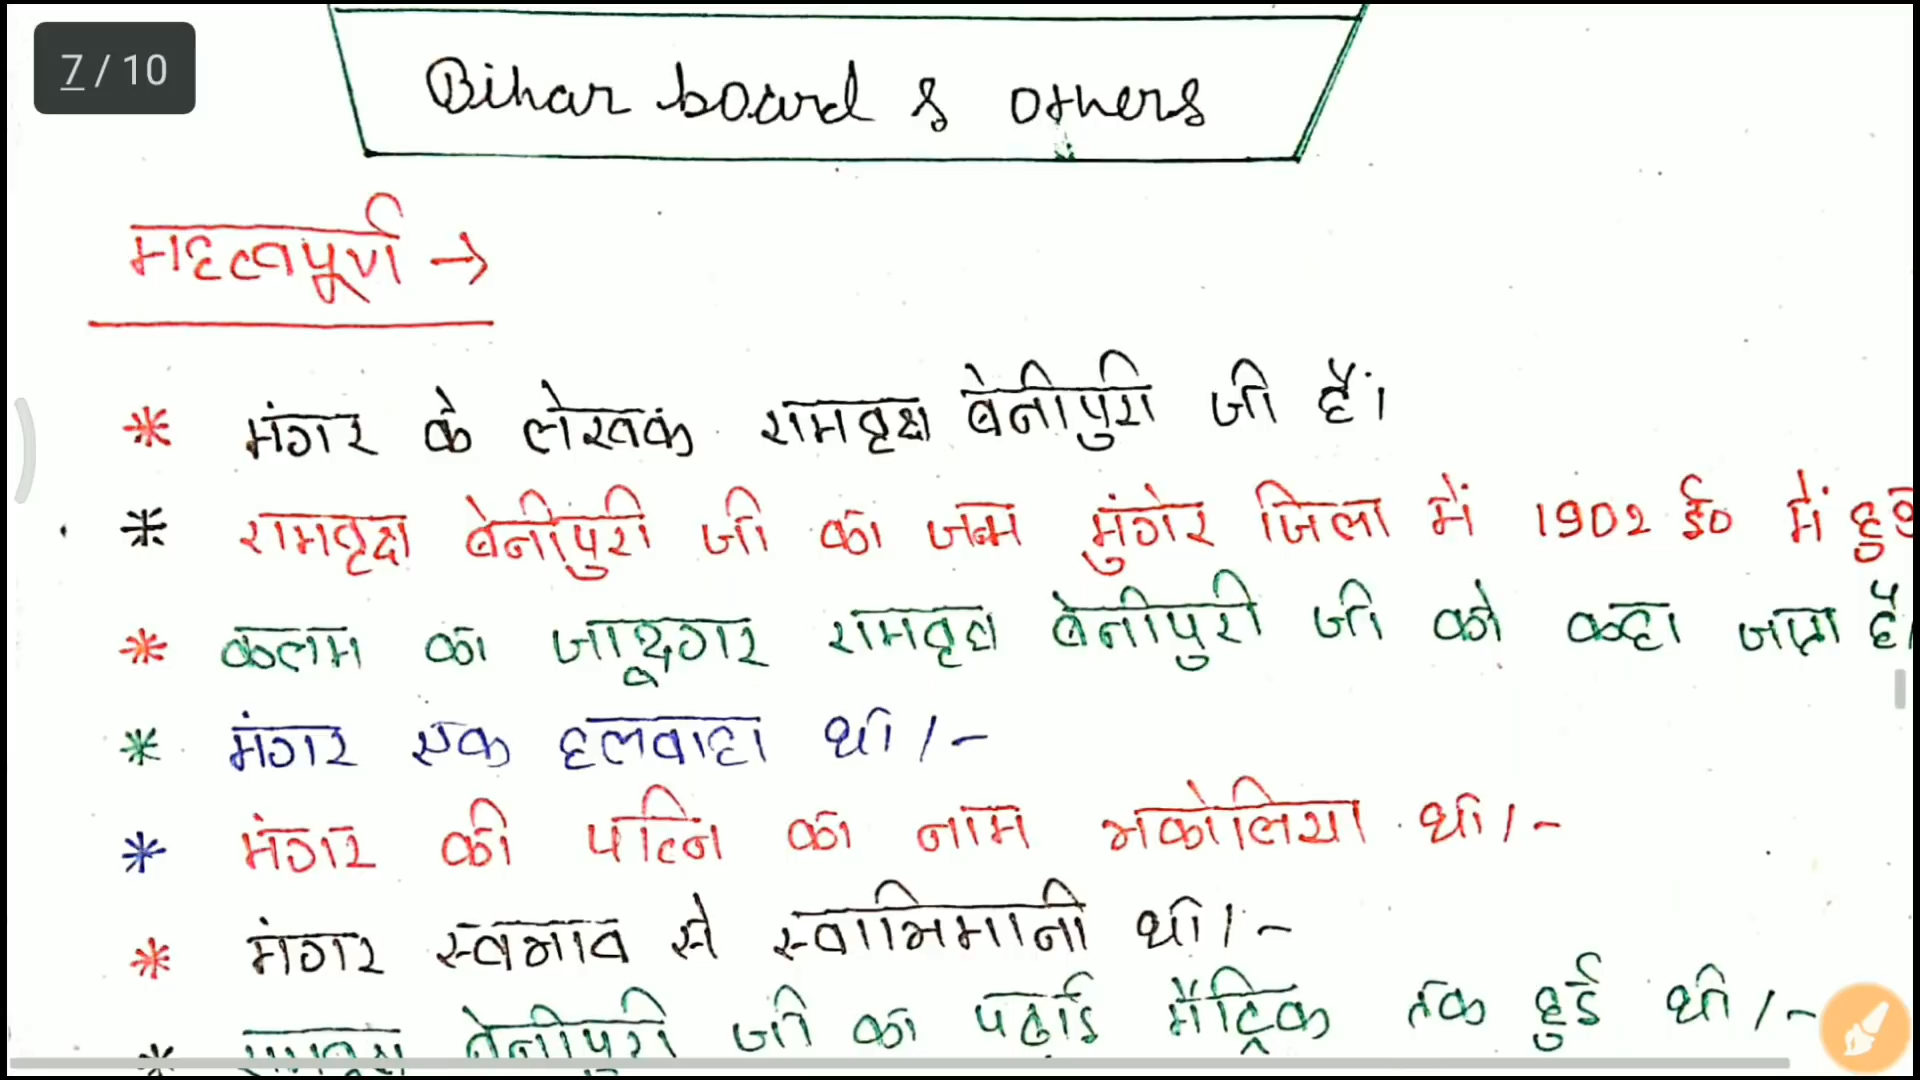 7 / 10
Bihar board & others
महत्वपूर्ण →
* मंगर के लेखक रामवृक्ष बेनीपुरी जी हैं।
* रामवृक्ष बेनीपुरी जी का जन्म मुंगेर जिला में 1902 ई० में
* कलम का जादूगर रामवृक्ष बेनीपुरी जी को कहा जाता है।
* मंगर एक हलवाहा थी।-
* मंगर की पत्नि का नाम भकोलिया थी।-
* मंगर स्वभाव से स्वाभिमानी थी।-
* रामवृक्ष बेनीपुरी जी का पढाई मैट्रिक तक हुई थी।-